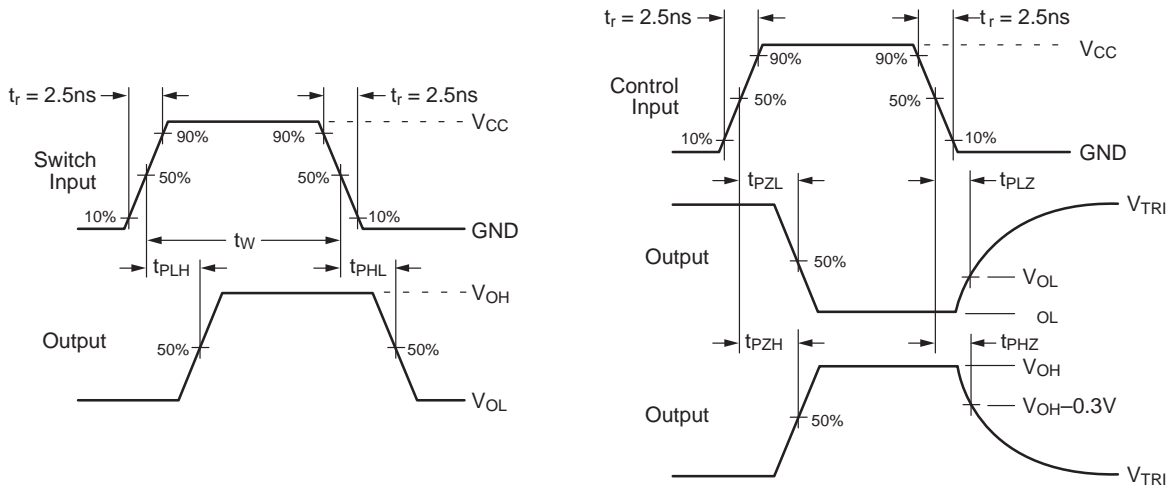 tr = 2.5ns
tr = 2.5ns
VCC
90%
90%
Switch
Input
50%
50%
10%
10%
GND
tW
tPLH
tPHL
VOH
Output
50%
50%
VOL
tr = 2.5ns
tr = 2.5ns
VCC
90%
90%
Control
Input
50%
50%
10%
10%
GND
tPZL
tPLZ
VTRI
Output
50%
VOL
OL
tPZH
tPHZ
VOH
VOH–0.3V
Output
50%
VTRI